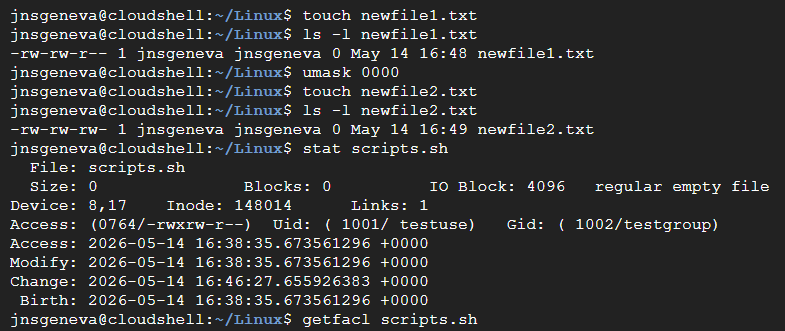 jnsgeneva@cloudshell:~/Linux$ touch newfile1.txt
jnsgeneva@cloudshell:~/Linux$ ls -l newfile1.txt
-rw-rw-r-- 1 jnsgeneva jnsgeneva 0 May 14 16:48 newfile1.txt
jnsgeneva@cloudshell:~/Linux$ umask 0000
jnsgeneva@cloudshell:~/Linux$ touch newfile2.txt
jnsgeneva@cloudshell:~/Linux$ ls -l newfile2.txt
-rw-rw-rw- 1 jnsgeneva jnsgeneva 0 May 14 16:49 newfile2.txt
jnsgeneva@cloudshell:~/Linux$ stat scripts.sh
  File: scripts.sh
  Size: 0               Blocks: 0          IO Block: 4096   regular empty file
Device: 8,17    Inode: 148014      Links: 1
Access: (0764/-rwxrw-r--)  Uid: ( 1001/ testuse)   Gid: ( 1002/testgroup)
Access: 2026-05-14 16:38:35.673561296 +0000
Modify: 2026-05-14 16:38:35.673561296 +0000
Change: 2026-05-14 16:46:27.655926383 +0000
 Birth: 2026-05-14 16:38:35.673561296 +0000
jnsgeneva@cloudshell:~/Linux$ getfacl scripts.sh